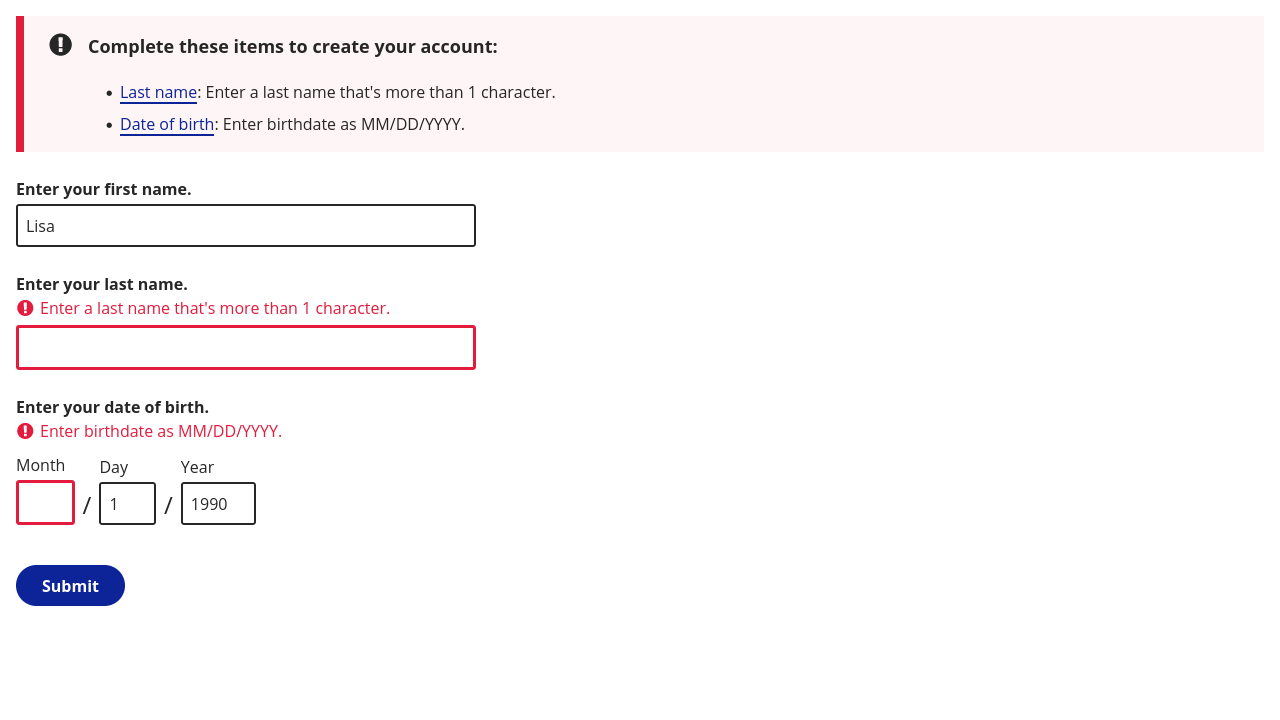 Complete these items to create your account:
• Last name: Enter a last name that's more than 1 character.
• Date of birth: Enter birthdate as MM/DD/YYYY.
Enter your first name.
Lisa
Enter your last name.
Enter a last name that's more than 1 character.
Enter your date of birth.
Enter birthdate as MM/DD/YYYY.
Month Day Year
/ 1 / 1990
Submit